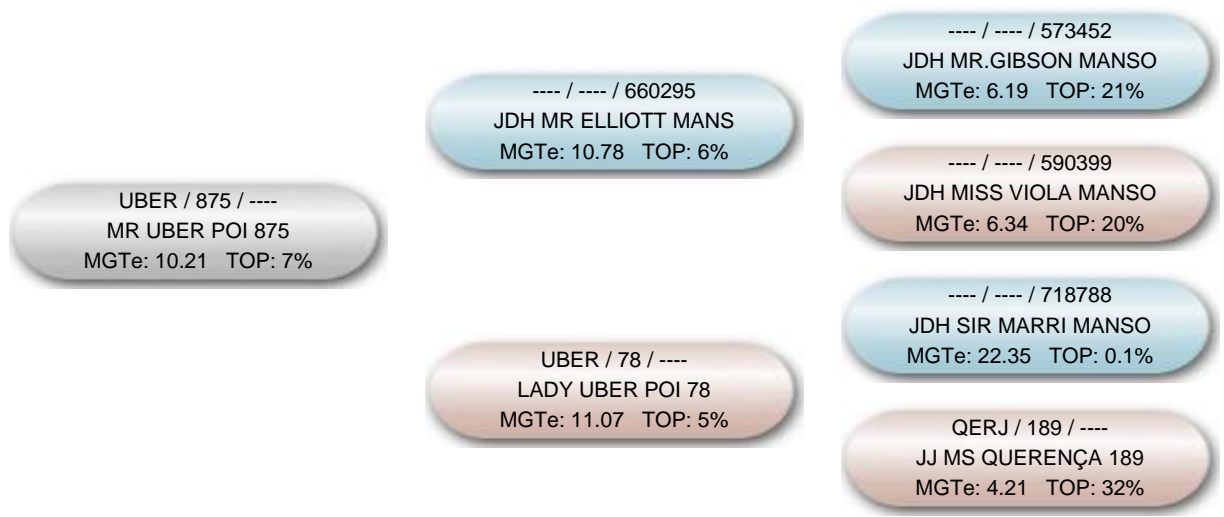 UBER / 875 / ----
MR UBER POI 875
MGTe: 10.21 TOP: 7%
---- / ---- / 660295
JDH MR ELLIOTT MANS
MGTe: 10.78 TOP: 6%
UBER / 78 / ----
LADY UBER POI 78
MGTe: 11.07 TOP: 5%
---- / ---- / 573452
JDH MR.GIBSON MANSO
MGTe: 6.19 TOP: 21%
---- / ---- / 590399
JDH MISS VIOLA MANSO
MGTe: 6.34 TOP: 20%
---- / ---- / 718788
JDH SIR MARRI MANSO
MGTe: 22.35 TOP: 0.1%
QERJ / 189 / ----
JJ MS QUERENÇA 189
MGTe: 4.21 TOP: 32%